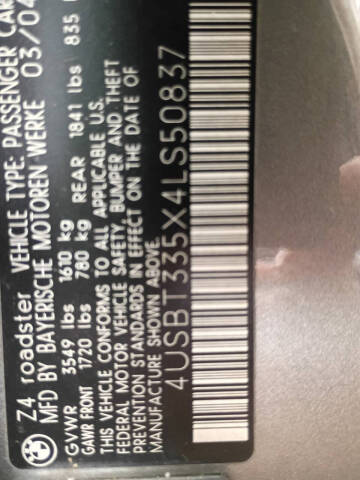 Z4 roadster VEHICLE TYPE: PASSENGER CAR
MFD BY BAYERISCHE MOTOREN WERKE 03/04
GVWR 3549 lbs 1610 kg
GAWR FRONT 1720 lbs 780 kg REAR 1841 lbs 835
THIS VEHICLE CONFORMS TO ALL APPLICABLE U.S.
FEDERAL MOTOR VEHICLE SAFETY, BUMPER AND THEFT
PREVENTION STANDARDS IN EFFECT ON THE DATE OF
MANUFACTURE SHOWN ABOVE.
4USBT335X4LS50837